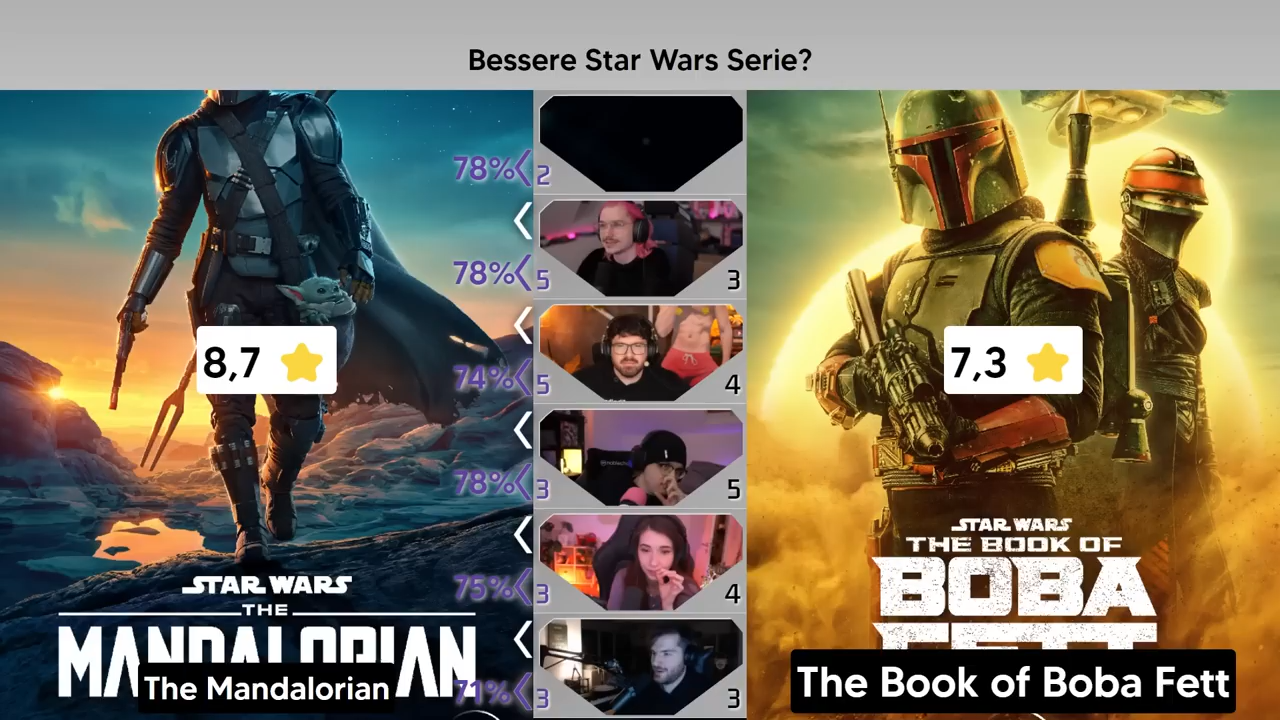 Bessere Star Wars Serie?
78%
2
78%
5
3
8,7
7,3
74%
5
4
78%
3
5
STAR WARS
THE BOOK OF
BOBA
FETT
STAR WARS
THE
MANDALORIAN
75%
3
4
The Mandalorian
71%
3
3
The Book of Boba Fett